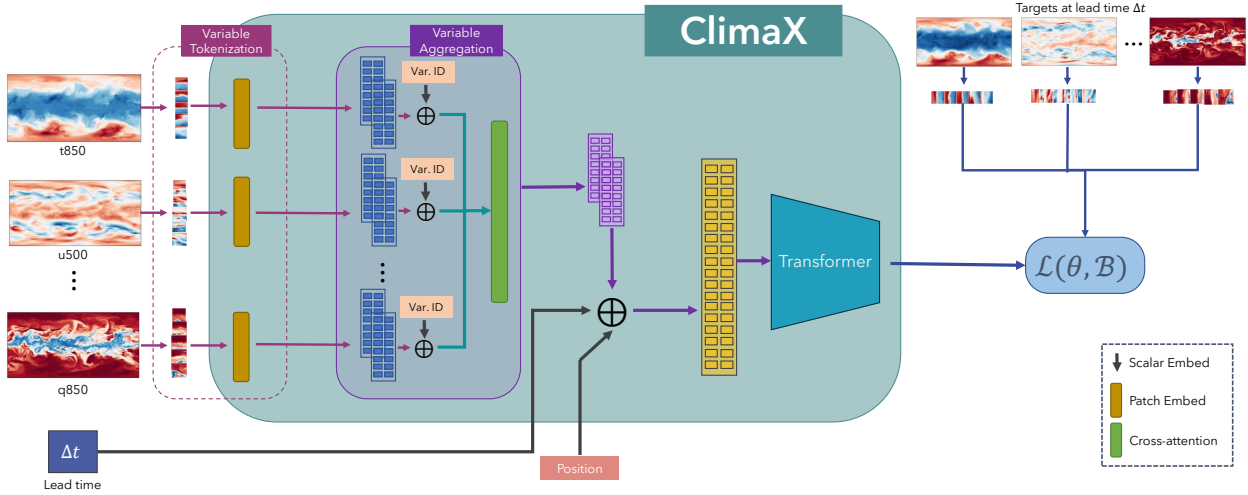 Variable
Tokenization
Variable
Aggregation
ClimaX
Targets at lead time Δt
...
Var. ID
t850
Var. ID
u500
...
...
Var. ID
q850
Transformer
ℒ(θ, ℬ)
Δt
Lead time
Position
Scalar Embed
Patch Embed
Cross-attention